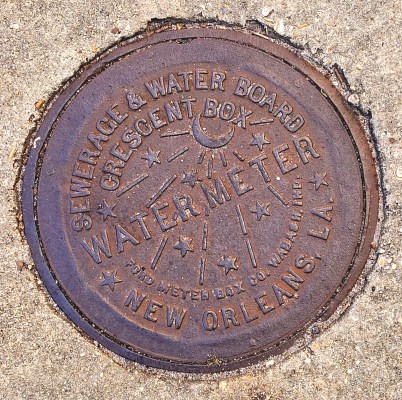 SEWERAGE & WATER BOARD
CRESCENT BOX
WATER METER
FORD METER BOX CO. WABASH, IND.
NEW ORLEANS, LA.